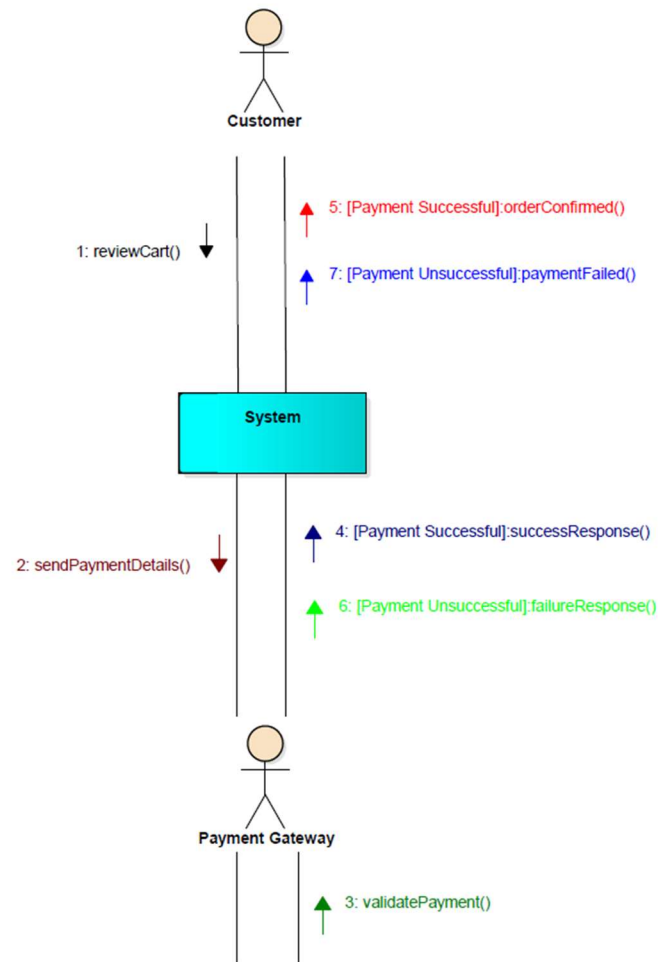 Customer
5: [Payment Successful]:orderConfirmed()
1: reviewCart()
7: [Payment Unsuccessful]:paymentFailed()
System
4: [Payment Successful]:successResponse()
2: sendPaymentDetails()
6: [Payment Unsuccessful]:failureResponse()
Payment Gateway
3: validatePayment()